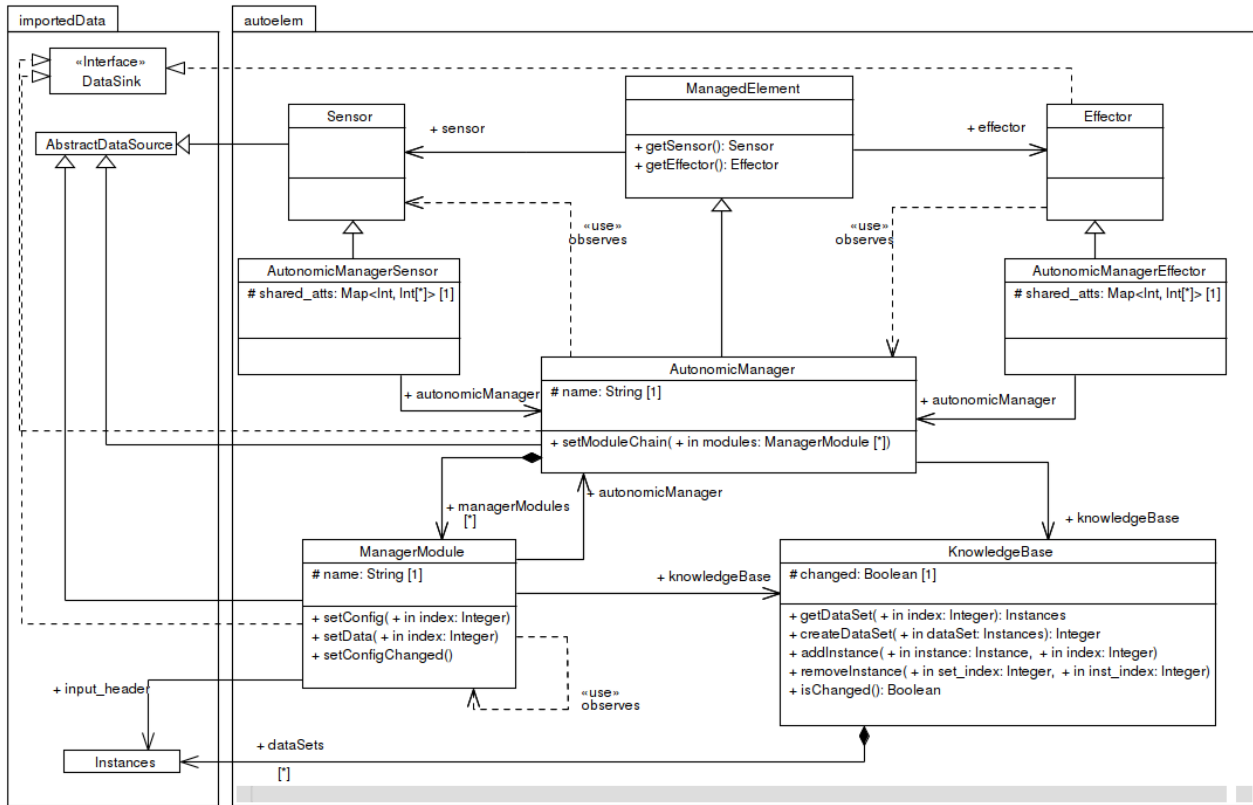 importedData
autoelem
«Interface»
DataSink
AbstractDataSource
Sensor
+ sensor
ManagedElement
+ getSensor(): Sensor
+ getEffector(): Effector
+ effector
Effector
«use»
observes
«use»
observes
AutonomicManagerSensor
# shared_atts: Map<Int, Int[*]> [1]
AutonomicManagerEffector
# shared_atts: Map<Int, Int[*]> [1]
+ autonomicManager
AutonomicManager
# name: String [1]
+ setModuleChain( + in modules: ManagerModule [*])
+ autonomicManager
+ managerModules
[*]
+ autonomicManager
+ knowledgeBase
ManagerModule
# name: String [1]
+ setConfig( + in index: Integer)
+ setData( + in index: Integer)
+ setConfigChanged()
+ knowledgeBase
KnowledgeBase
# changed: Boolean [1]
+ getDataSet( + in index: Integer): Instances
+ createDataSet( + in dataSet: Instances): Integer
+ addInstance( + in instance: Instance, + in index: Integer)
+ removeInstance( + in set_index: Integer, + in inst_index: Integer)
+ isChanged(): Boolean
«use»
observes
+ input_header
Instances
+ dataSets
[*]